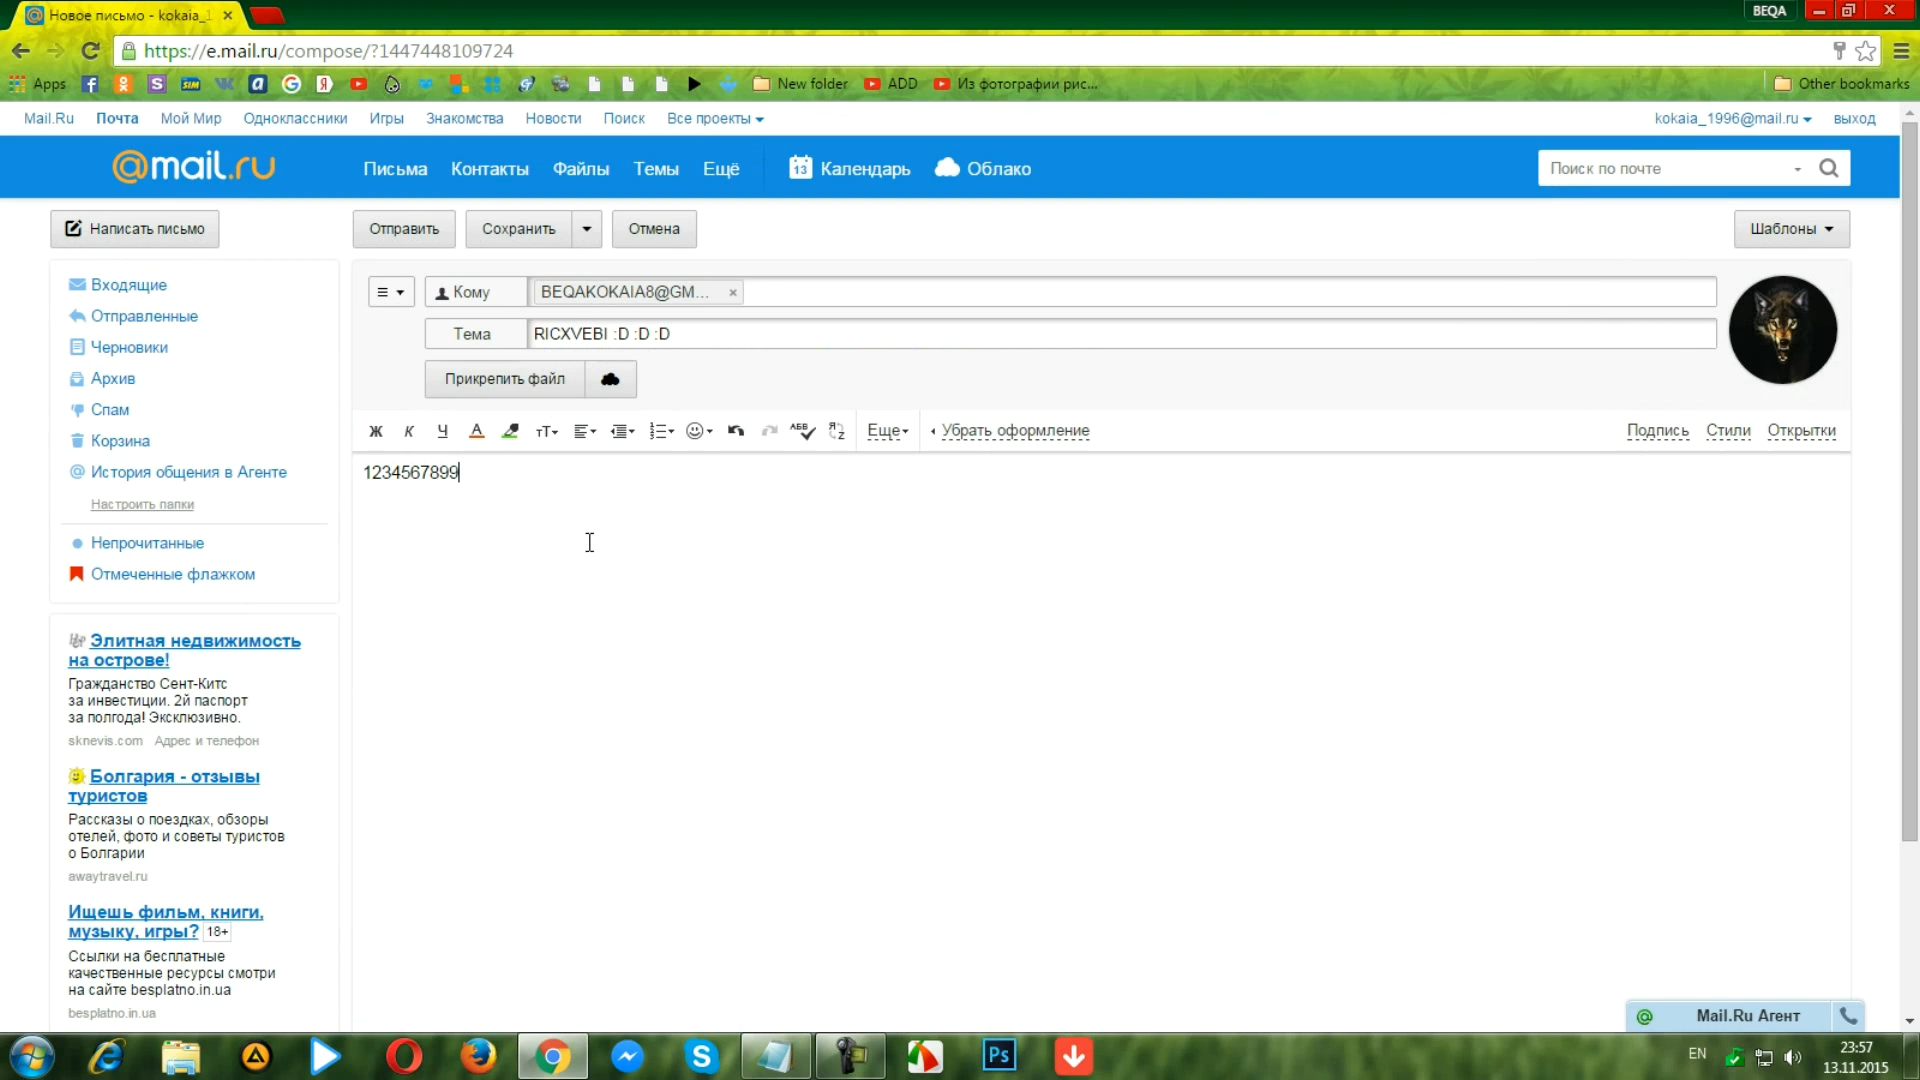 Новое письмо - kokaia_1
BEQA
https://e.mail.ru/compose/?1447448109724
Apps
SIM
New folder
ADD
Из фотографии рис...
Other bookmarks
Mail.Ru Почта Мой Мир Одноклассники Игры Знакомства Новости Поиск Все проекты
kokaia_1996@mail.ru выход
@mail.ru
Письма Контакты Файлы Темы Ещё
13 Календарь Облако
Поиск по почте
Написать письмо
Отправить Сохранить Отмена
Шаблоны
Входящие
Отправленные
Черновики
Архив
Спам
Корзина
История общения в Агенте
Настроить папки
Непрочитанные
Отмеченные флажком
Кому BEQAKOKAIA8@GM... ×
Тема RICXVEBI :D :D :D
Прикрепить файл
Ж К Ч А тТ АБВ Еще Убрать оформление
Подпись Стили Открытки
1234567899
Элитная недвижимость
на острове!
Гражданство Сент-Китс
за инвестиции. 2й паспорт
за полгода! Эксклюзивно.
sknevis.com Адрес и телефон
Болгария - отзывы
туристов
Рассказы о поездках, обзоры
отелей, фото и советы туристов
о Болгарии
awaytravel.ru
Ищешь фильм, книги,
музыку, игры? 18+
Ссылки на бесплатные
качественные ресурсы смотри
на сайте besplatno.in.ua
besplatno.in.ua
Mail.Ru Агент
Ps
EN
23:57
13.11.2015